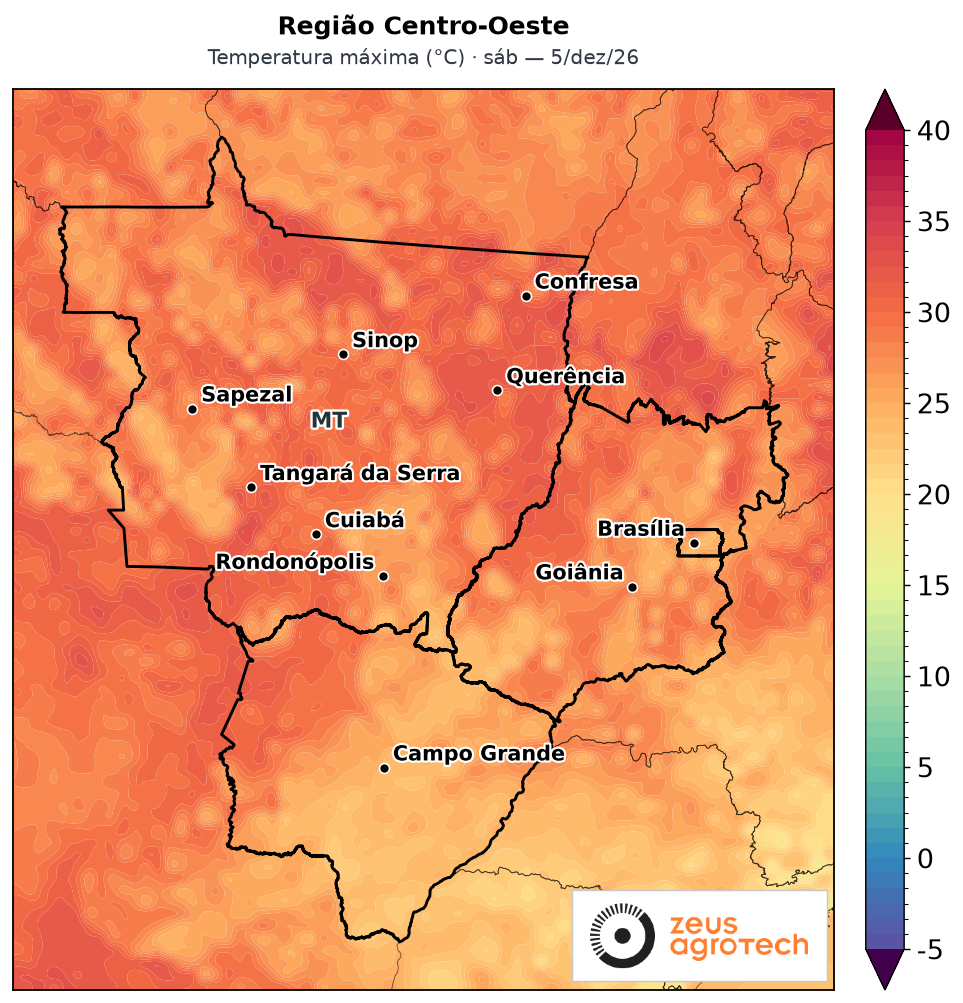 Região Centro-Oeste
Temperatura máxima (°C) · sáb — 5/dez/26
Confresa
Sinop
Querência
Sapezal
MT
Tangará da Serra
Cuiabá
Brasília
Rondonópolis
Goiânia
Campo Grande
40
35
30
25
20
15
10
5
0
-5
zeus
agrotech